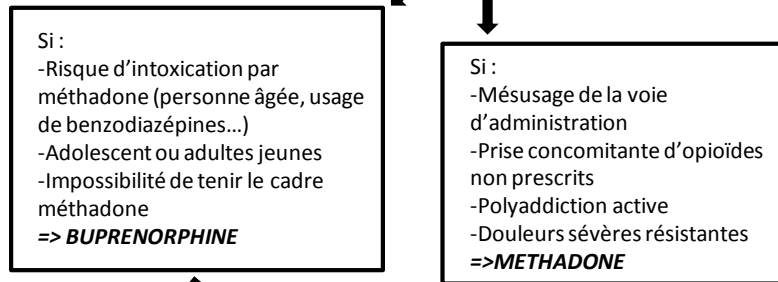 Si :
-Risque d'intoxication par
méthadone (personne âgée, usage
de benzodiazépines…)
-Adolescent ou adultes jeunes
-Impossibilité de tenir le cadre
méthadone
=> BUPRENORPHINE
Si :
-Mésusage de la voie
d'administration
-Prise concomitante d'opioïdes
non prescrits
-Polyaddiction active
-Douleurs sévères résistantes
=>METHADONE